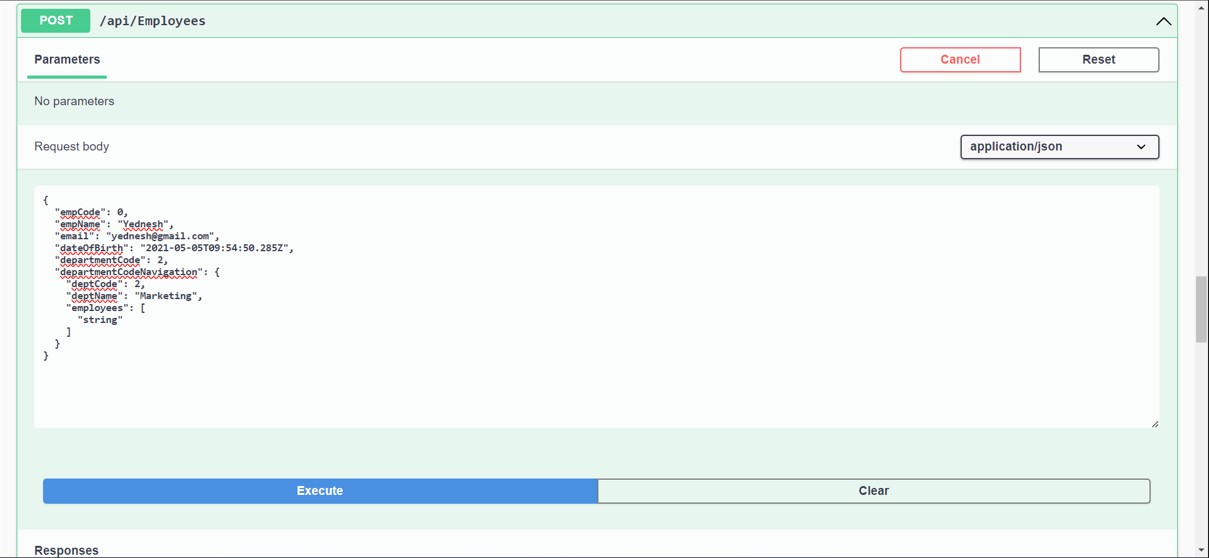 POST /api/Employees
Parameters Cancel Reset
No parameters
Request body application/json
{
"empCode": 0,
"empName": "Yednesh",
"email": "yednesh@gmail.com",
"dateOfBirth": "2021-05-05T09:54:50.285Z",
"departmentCode": 2,
"departmentCodeNavigation": {
"deptCode": 2,
"deptName": "Marketing",
"employees": [
"string"
]
}
}
Execute Clear
Responses